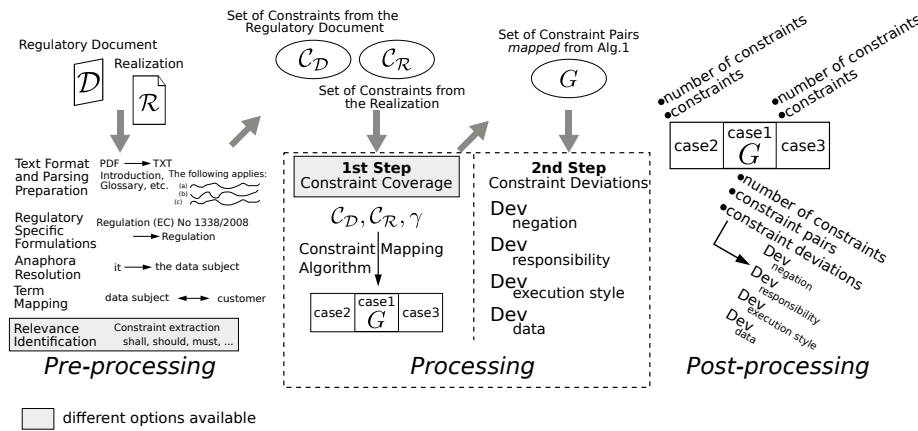 Regulatory Document
D
Realization
R
Text Format
and Parsing
Preparation
PDF → TXT
Introduction,
Glossary, etc.
The following applies:
(a)
(b)
(c)
Regulatory
Specific
Formulations
Regulation (EC) No 1338/2008
→ Regulation
Anaphora
Resolution
it → the data subject
Term
Mapping
data subject ↔ customer
Relevance
Identification
Constraint extraction
shall, should, must, ...
Pre-processing
different options available
Set of Constraints from the
Regulatory Document
C_D
C_R
Set of Constraints from
the Realization
1st Step
Constraint Coverage
C_D, C_R, γ
Constraint Mapping
Algorithm
case2
case1
G
case3
Set of Constraint Pairs
mapped from Alg.1
G
2nd Step
Constraint Deviations
Dev negation
Dev responsibility
Dev execution style
Dev data
Processing
•number of constraints
•constraints
•number of constraints
•constraints
case2
case1
G
case3
•number of constraints
•constraint pairs
•constraint deviations
Dev negation
Dev responsibility
Dev execution style
Dev data
Post-processing